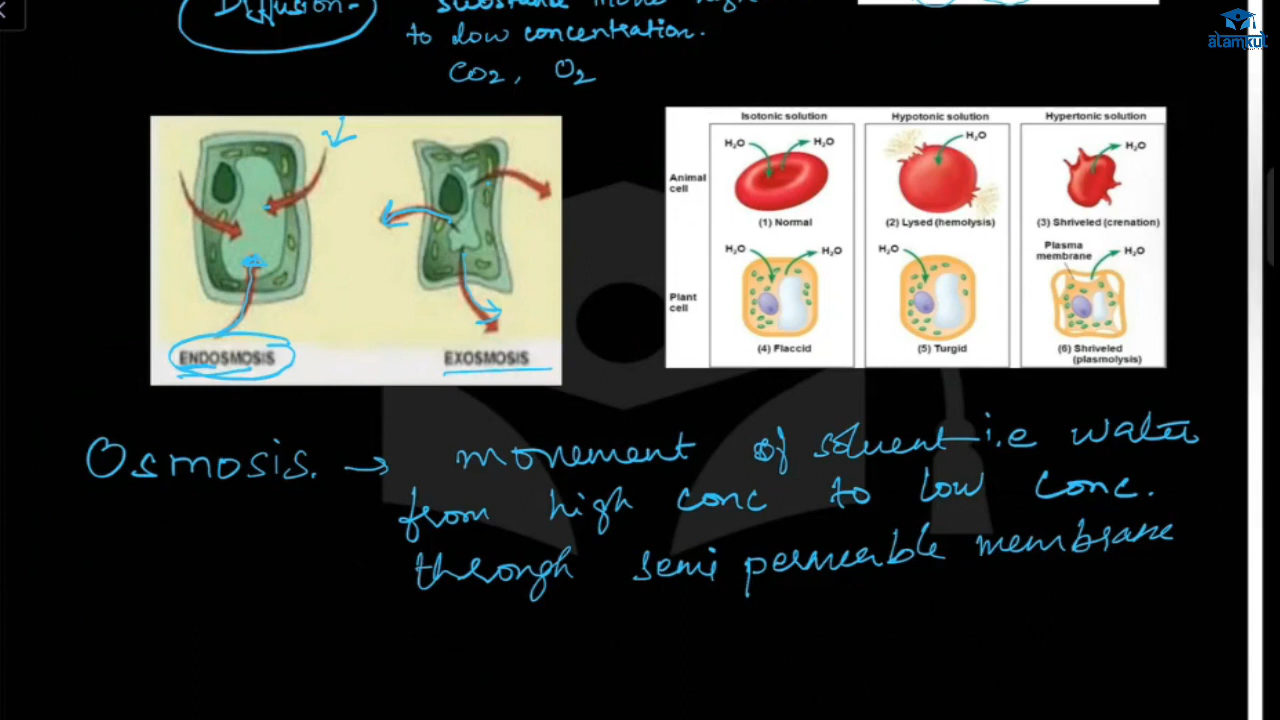 Diffusion-
to low concentration.
CO2, O2
alamkut
Isotonic solution
Hypotonic solution
Hypertonic solution
Animal cell
H₂O
H₂O
H₂O
H₂O
(1) Normal
(2) Lysed (hemolysis)
(3) Shriveled (crenation)
Plant cell
H₂O
H₂O
H₂O
Plasma
membrane
H₂O
(4) Flaccid
(5) Turgid
(6) Shriveled
(plasmolysis)
ENDOSMOSIS
EXOSMOSIS
Osmosis. → movement of solvent i.e water
from high conc to low conc.
through semi permeable membrane